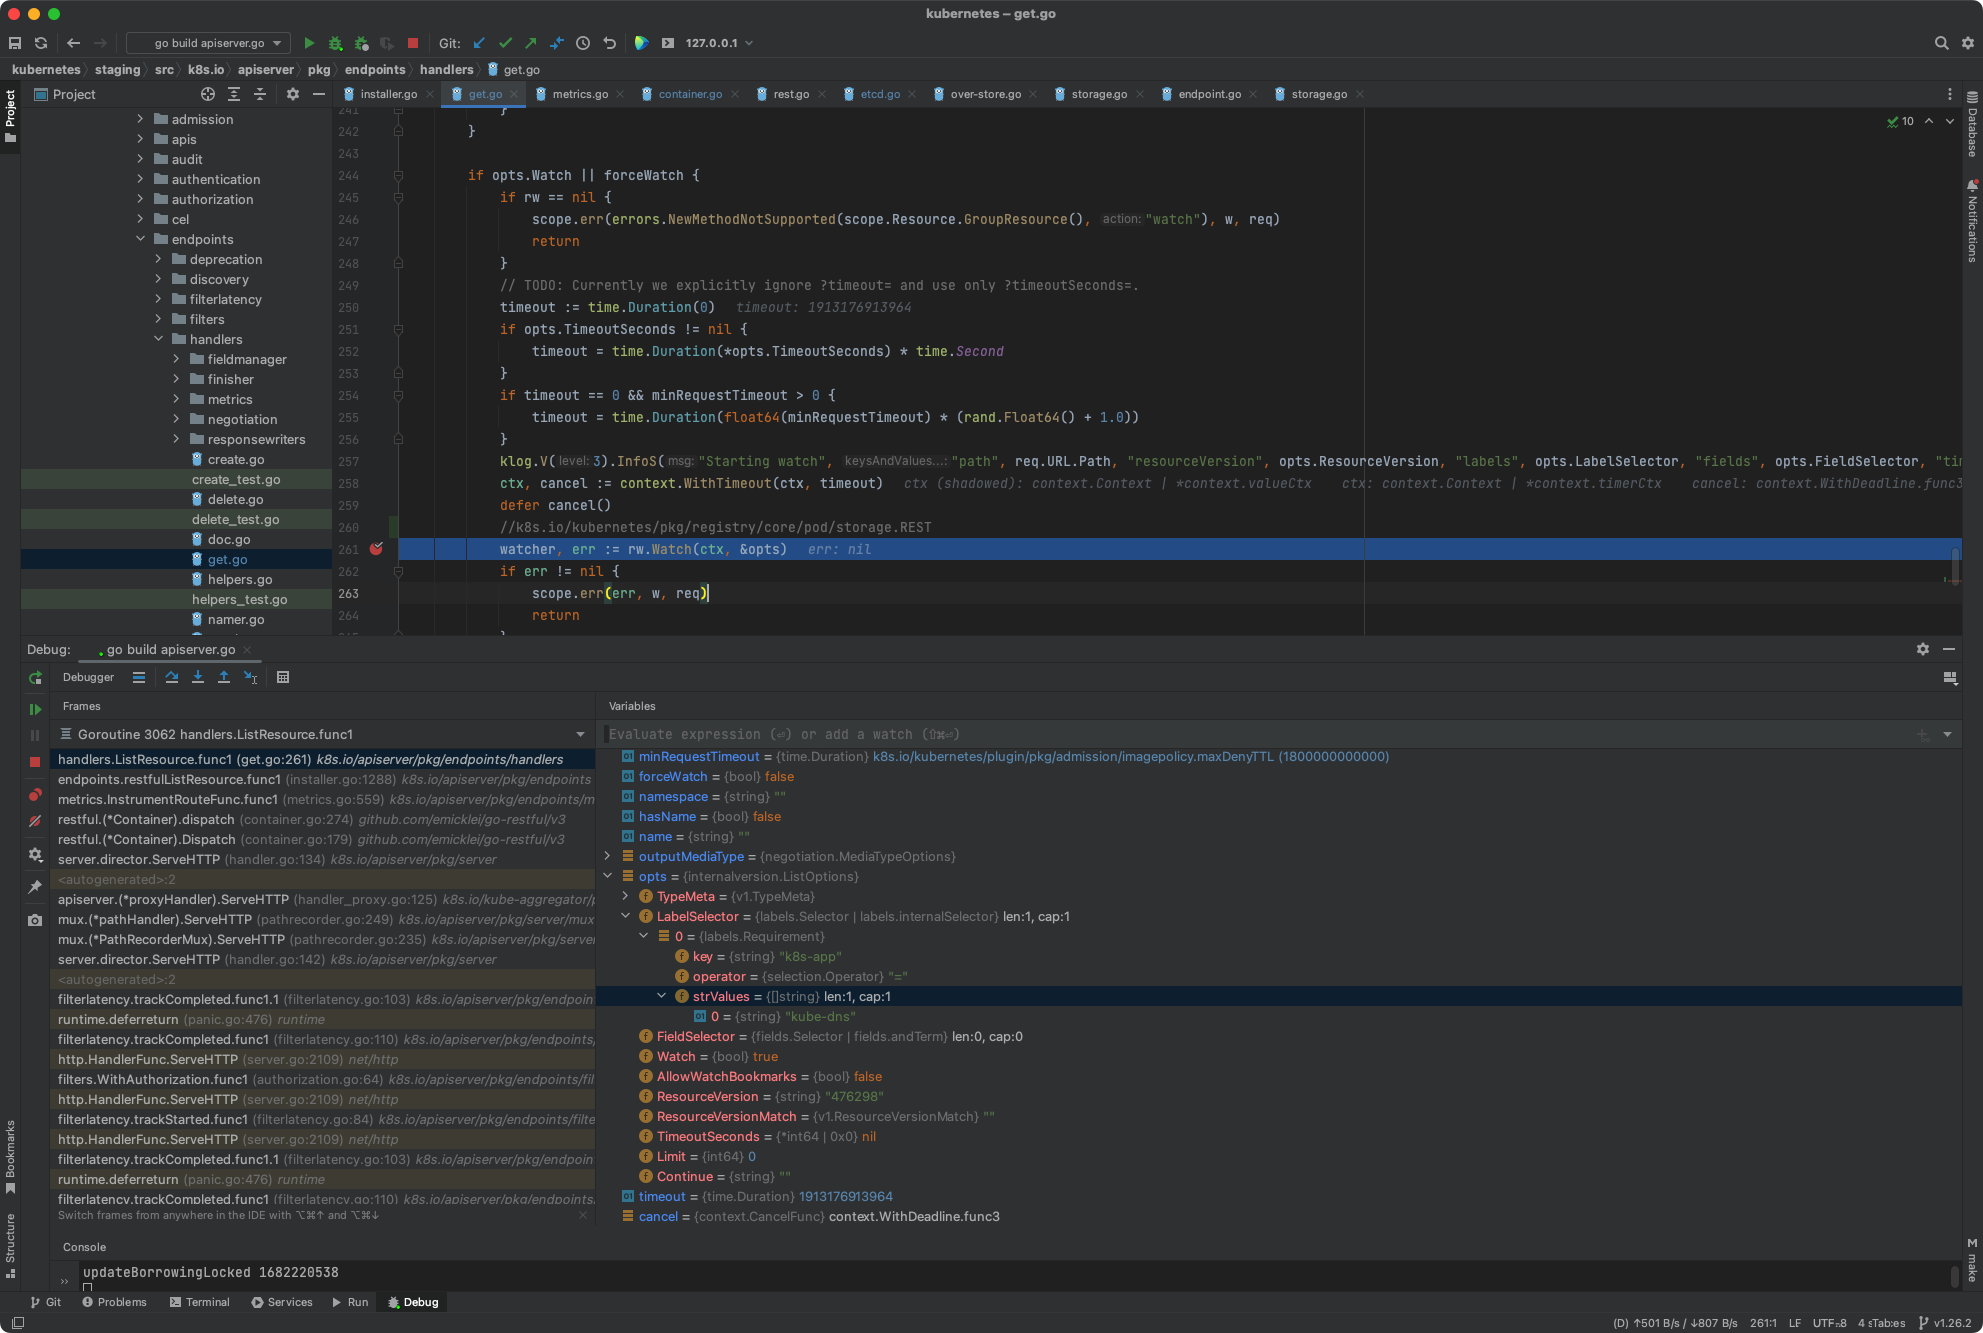 kubernetes – get.go
go build apiserver.go
Git:
127.0.0.1
kubernetes
staging
src
k8s.io
apiserver
pkg
endpoints
handlers
get.go
Project
Project
installer.go
get.go
metrics.go
container.go
rest.go
etcd.go
over-store.go
storage.go
endpoint.go
storage.go
Database
Notifications
admission
apis
audit
authentication
authorization
cel
endpoints
deprecation
discovery
filterlatency
filters
handlers
fieldmanager
finisher
metrics
negotiation
responsewriters
create.go
create_test.go
delete.go
delete_test.go
doc.go
get.go
helpers.go
helpers_test.go
namer.go
10
241 }
242 }
243
244 if opts.Watch || forceWatch {
245 if rw == nil {
246 scope.err(errors.NewMethodNotSupported(scope.Resource.GroupResource(), action: "watch"), w, req)
247 return
248 }
249 // TODO: Currently we explicitly ignore ?timeout= and use only ?timeoutSeconds=.
250 timeout := time.Duration(0) timeout: 1913176913964
251 if opts.TimeoutSeconds != nil {
252 timeout = time.Duration(*opts.TimeoutSeconds) * time.Second
253 }
254 if timeout == 0 && minRequestTimeout > 0 {
255 timeout = time.Duration(float64(minRequestTimeout) * (rand.Float64() + 1.0))
256 }
257 klog.V( level: 3).InfoS( msg: "Starting watch", keysAndValues...: "path", req.URL.Path, "resourceVersion", opts.ResourceVersion, "labels", opts.LabelSelector, "fields", opts.FieldSelector, "ti
258 ctx, cancel := context.WithTimeout(ctx, timeout) ctx (shadowed): context.Context | *context.valueCtx ctx: context.Context | *context.timerCtx cancel: context.WithDeadline.func3
259 defer cancel()
260 //k8s.io/kubernetes/pkg/registry/core/pod/storage.REST
261 watcher, err := rw.Watch(ctx, &opts) err: nil
262 if err != nil {
263 scope.err(err, w, req)
264 return
Debug:
go build apiserver.go
Debugger
Frames
Goroutine 3062 handlers.ListResource.func1
handlers.ListResource.func1 (get.go:261) k8s.io/apiserver/pkg/endpoints/handlers
endpoints.restfulListResource.func1 (installer.go:1288) k8s.io/apiserver/pkg/endpoints
metrics.InstrumentRouteFunc.func1 (metrics.go:559) k8s.io/apiserver/pkg/endpoints/m
restful.(*Container).dispatch (container.go:274) github.com/emicklei/go-restful/v3
restful.(*Container).Dispatch (container.go:179) github.com/emicklei/go-restful/v3
server.director.ServeHTTP (handler.go:134) k8s.io/apiserver/pkg/server
<autogenerated>:2
apiserver.(*proxyHandler).ServeHTTP (handler_proxy.go:125) k8s.io/kube-aggregator/p
mux.(*pathHandler).ServeHTTP (pathrecorder.go:249) k8s.io/apiserver/pkg/server/mux
mux.(*PathRecorderMux).ServeHTTP (pathrecorder.go:235) k8s.io/apiserver/pkg/server
server.director.ServeHTTP (handler.go:142) k8s.io/apiserver/pkg/server
<autogenerated>:2
filterlatency.trackCompleted.func1.1 (filterlatency.go:103) k8s.io/apiserver/pkg/endpoin
runtime.deferreturn (panic.go:476) runtime
filterlatency.trackCompleted.func1 (filterlatency.go:110) k8s.io/apiserver/pkg/endpoints/
http.HandlerFunc.ServeHTTP (server.go:2109) net/http
filters.WithAuthorization.func1 (authorization.go:64) k8s.io/apiserver/pkg/endpoints/fil
http.HandlerFunc.ServeHTTP (server.go:2109) net/http
filterlatency.trackStarted.func1 (filterlatency.go:84) k8s.io/apiserver/pkg/endpoints/filte
http.HandlerFunc.ServeHTTP (server.go:2109) net/http
filterlatency.trackCompleted.func1.1 (filterlatency.go:103) k8s.io/apiserver/pkg/endpoin
runtime.deferreturn (panic.go:476) runtime
filterlatency.trackCompleted.func1 (filterlatency.go:110) k8s.io/apiserver/pkg/endpoints
Switch frames from anywhere in the IDE with ⌥⌘↑ and ⌥⌘↓
Variables
Evaluate expression (⏎) or add a watch (⇧⌘⏎)
minRequestTimeout = {time.Duration} k8s.io/kubernetes/plugin/pkg/admission/imagepolicy.maxDenyTTL (1800000000000)
forceWatch = {bool} false
namespace = {string} ""
hasName = {bool} false
name = {string} ""
outputMediaType = {negotiation.MediaTypeOptions}
opts = {internalversion.ListOptions}
TypeMeta = {v1.TypeMeta}
LabelSelector = {labels.Selector | labels.internalSelector} len:1, cap:1
0 = {labels.Requirement}
key = {string} "k8s-app"
operator = {selection.Operator} "="
strValues = {[]string} len:1, cap:1
0 = {string} "kube-dns"
FieldSelector = {fields.Selector | fields.andTerm} len:0, cap:0
Watch = {bool} true
AllowWatchBookmarks = {bool} false
ResourceVersion = {string} "476298"
ResourceVersionMatch = {v1.ResourceVersionMatch} ""
TimeoutSeconds = {*int64 | 0x0} nil
Limit = {int64} 0
Continue = {string} ""
timeout = {time.Duration} 1913176913964
cancel = {context.CancelFunc} context.WithDeadline.func3
Bookmarks
Structure
make
Console
updateBorrowingLocked 1682220538
Git
Problems
Terminal
Services
Run
Debug
(D) ↑501 B/s / ↓807 B/s
261:1
LF
v1.26.2